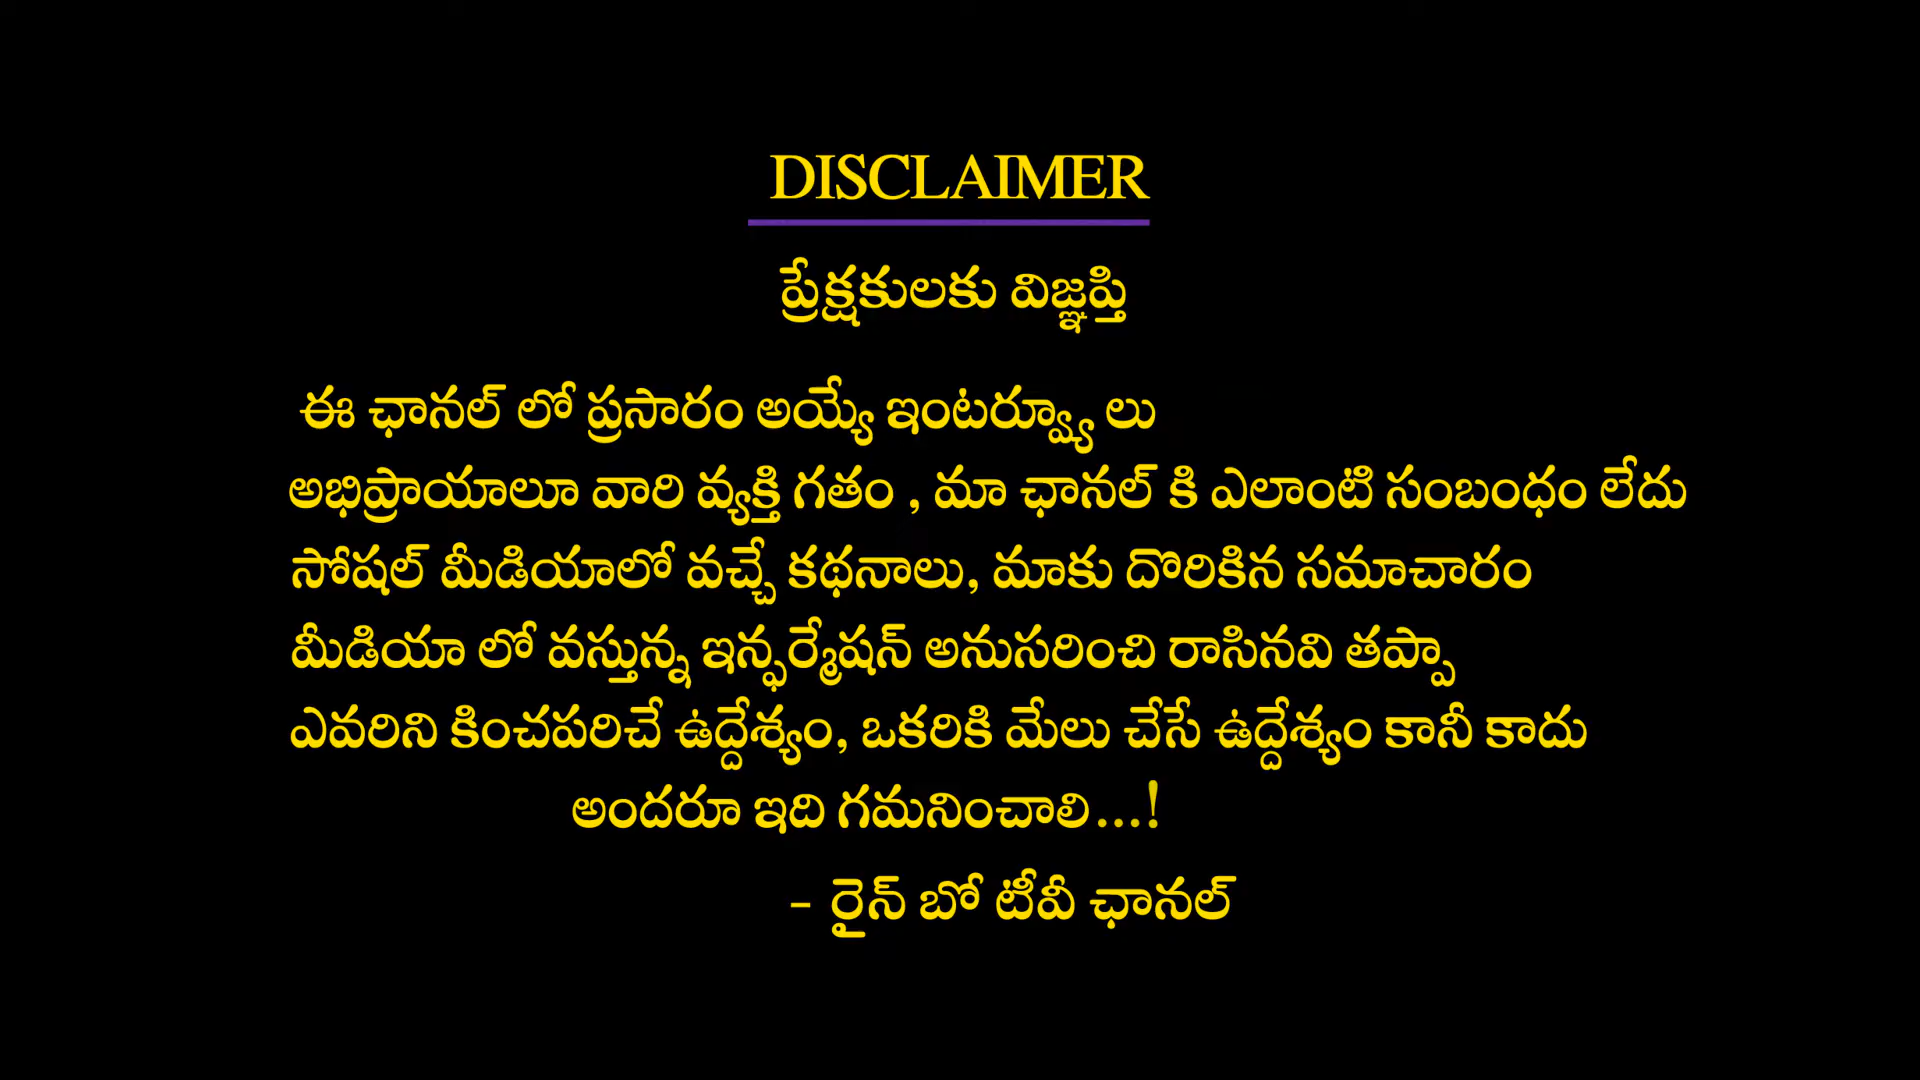 DISCLAIMER
ప్రేక్షకులకు విజ్ఞప్తి
ఈ ఛానల్ లో ప్రసారం అయ్యే ఇంటర్వ్యూ లు
అభిప్రాయాలూ వారి వ్యక్తి గతం , మా ఛానల్ కి ఎలాంటి సంబంధం లేదు
సోషల్ మీడియాలో వచ్చే కథనాలు, మాకు దొరికిన సమాచారం
మీడియా లో వస్తున్న ఇన్ఫర్మేషన్ అనుసరించి రాసినవి తప్పా
ఎవరిని కించపరిచే ఉద్దేశ్యం, ఒకరికి మేలు చేసే ఉద్దేశ్యం కానీ కాదు
అందరూ ఇది గమనించాలి...!
- రైన్ బో టీవీ ఛానల్